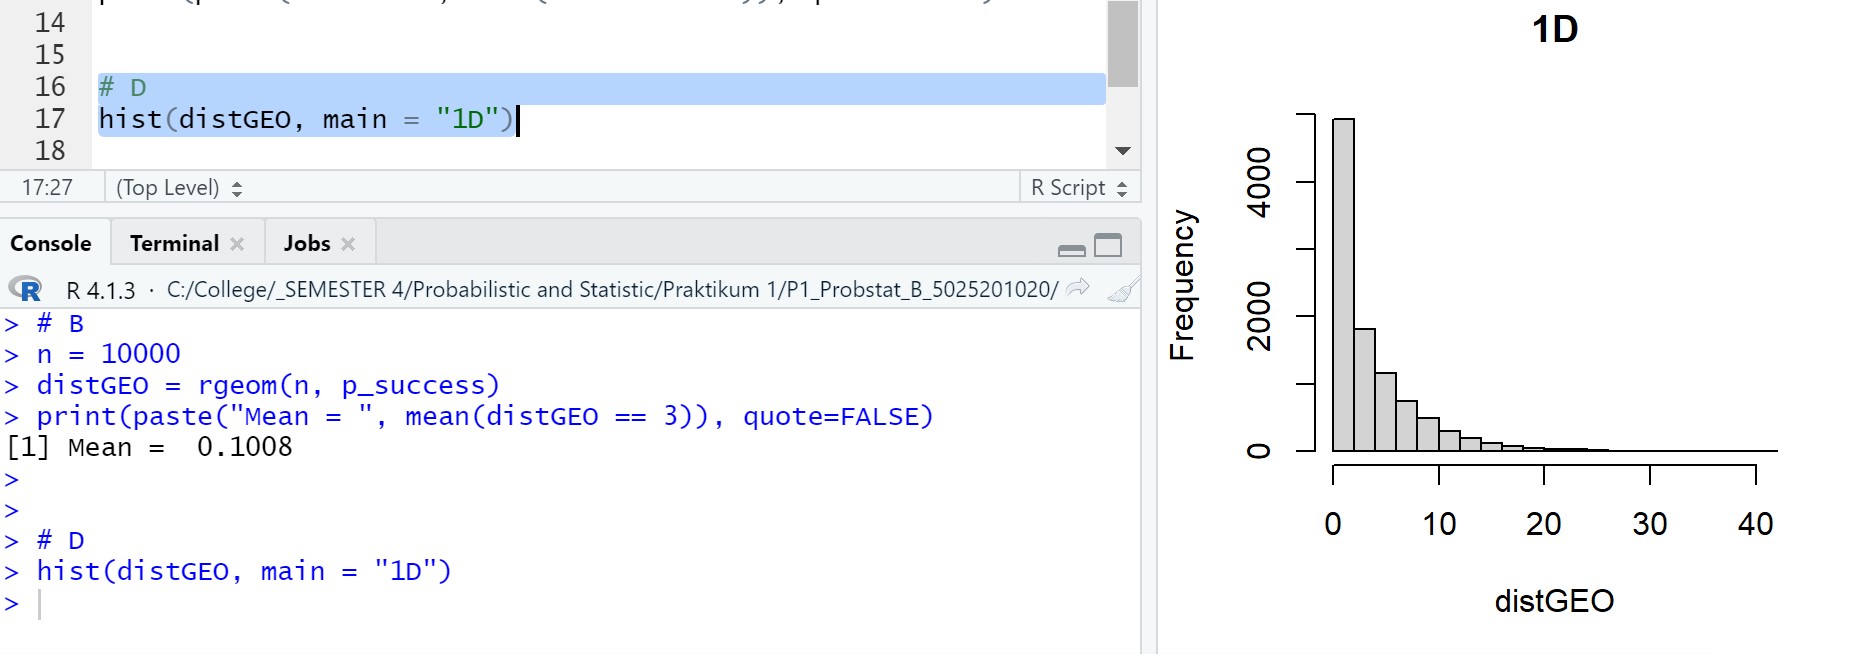 14
15
16 # D
17 hist(distGEO, main = "1D")
18
17:27 (Top Level) R Script
Console Terminal Jobs
R 4.1.3 · C:/College/_SEMESTER 4/Probabilistic and Statistic/Praktikum 1/P1_Probstat_B_5025201020/
> # B
> n = 10000
> distGEO = rgeom(n, p_success)
> print(paste("Mean = ", mean(distGEO == 3)), quote=FALSE)
[1] Mean =  0.1008
>
>
> # D
> hist(distGEO, main = "1D")
>
1D
Frequency
4000
2000
0
0 10 20 30 40
distGEO